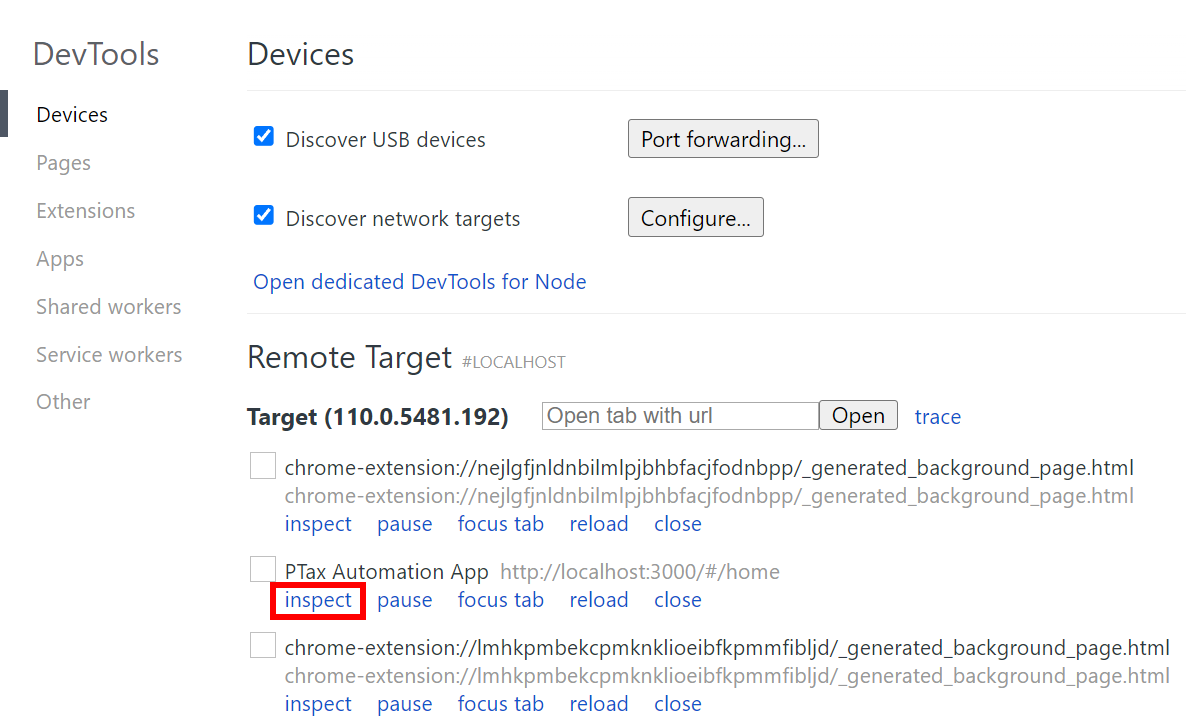 DevTools
Devices
Pages
Extensions
Apps
Shared workers
Service workers
Other
Devices
Discover USB devices Port forwarding...
Discover network targets Configure...
Open dedicated DevTools for Node
Remote Target #LOCALHOST
Target (110.0.5481.192) Open tab with url Open trace
chrome-extension://nejlgfjnldnbilmlpjbhbfacjfodnbpp/_generated_background_page.html
chrome-extension://nejlgfjnldnbilmlpjbhbfacjfodnbpp/_generated_background_page.html
inspect pause focus tab reload close
PTax Automation App http://localhost:3000/#/home
inspect pause focus tab reload close
chrome-extension://lmhkpmbekcpmknklioeibfkpmmfibljd/_generated_background_page.html
chrome-extension://lmhkpmbekcpmknklioeibfkpmmfibljd/_generated_background_page.html
inspect pause focus tab reload close